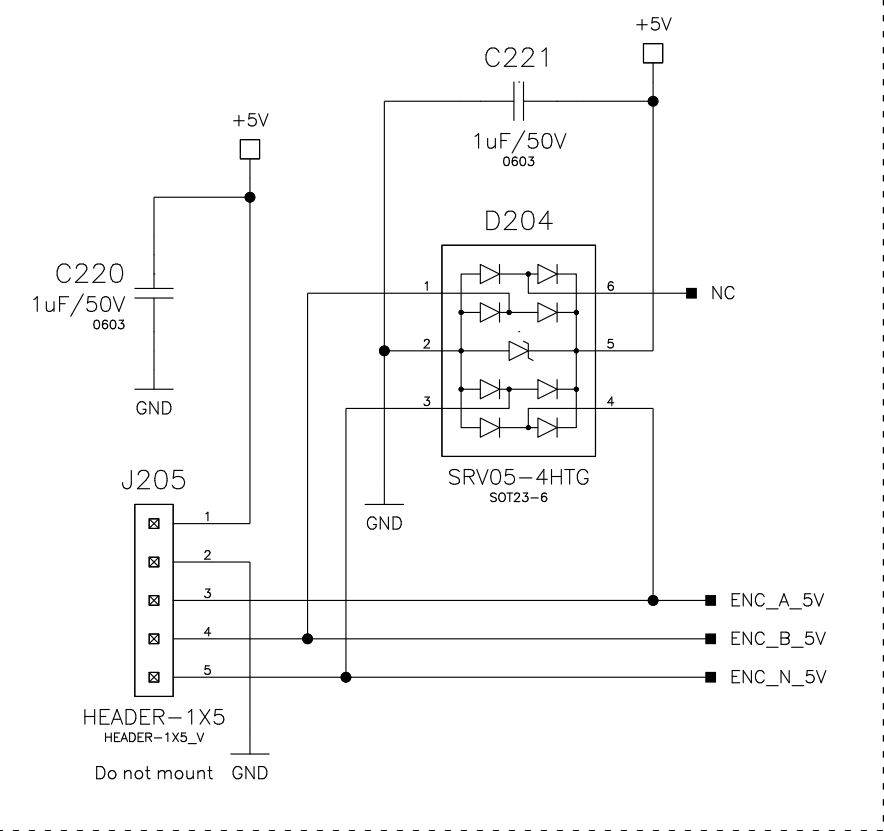 +5V
C221
1uF/50V
0603
+5V
C220
1uF/50V
0603
GND
D204
1
2
3
6
5
4
NC
SRV05-4HTG
SOT23-6
GND
J205
1
2
3
4
5
ENC_A_5V
ENC_B_5V
ENC_N_5V
HEADER-1X5
HEADER-1X5_V
Do not mount
GND